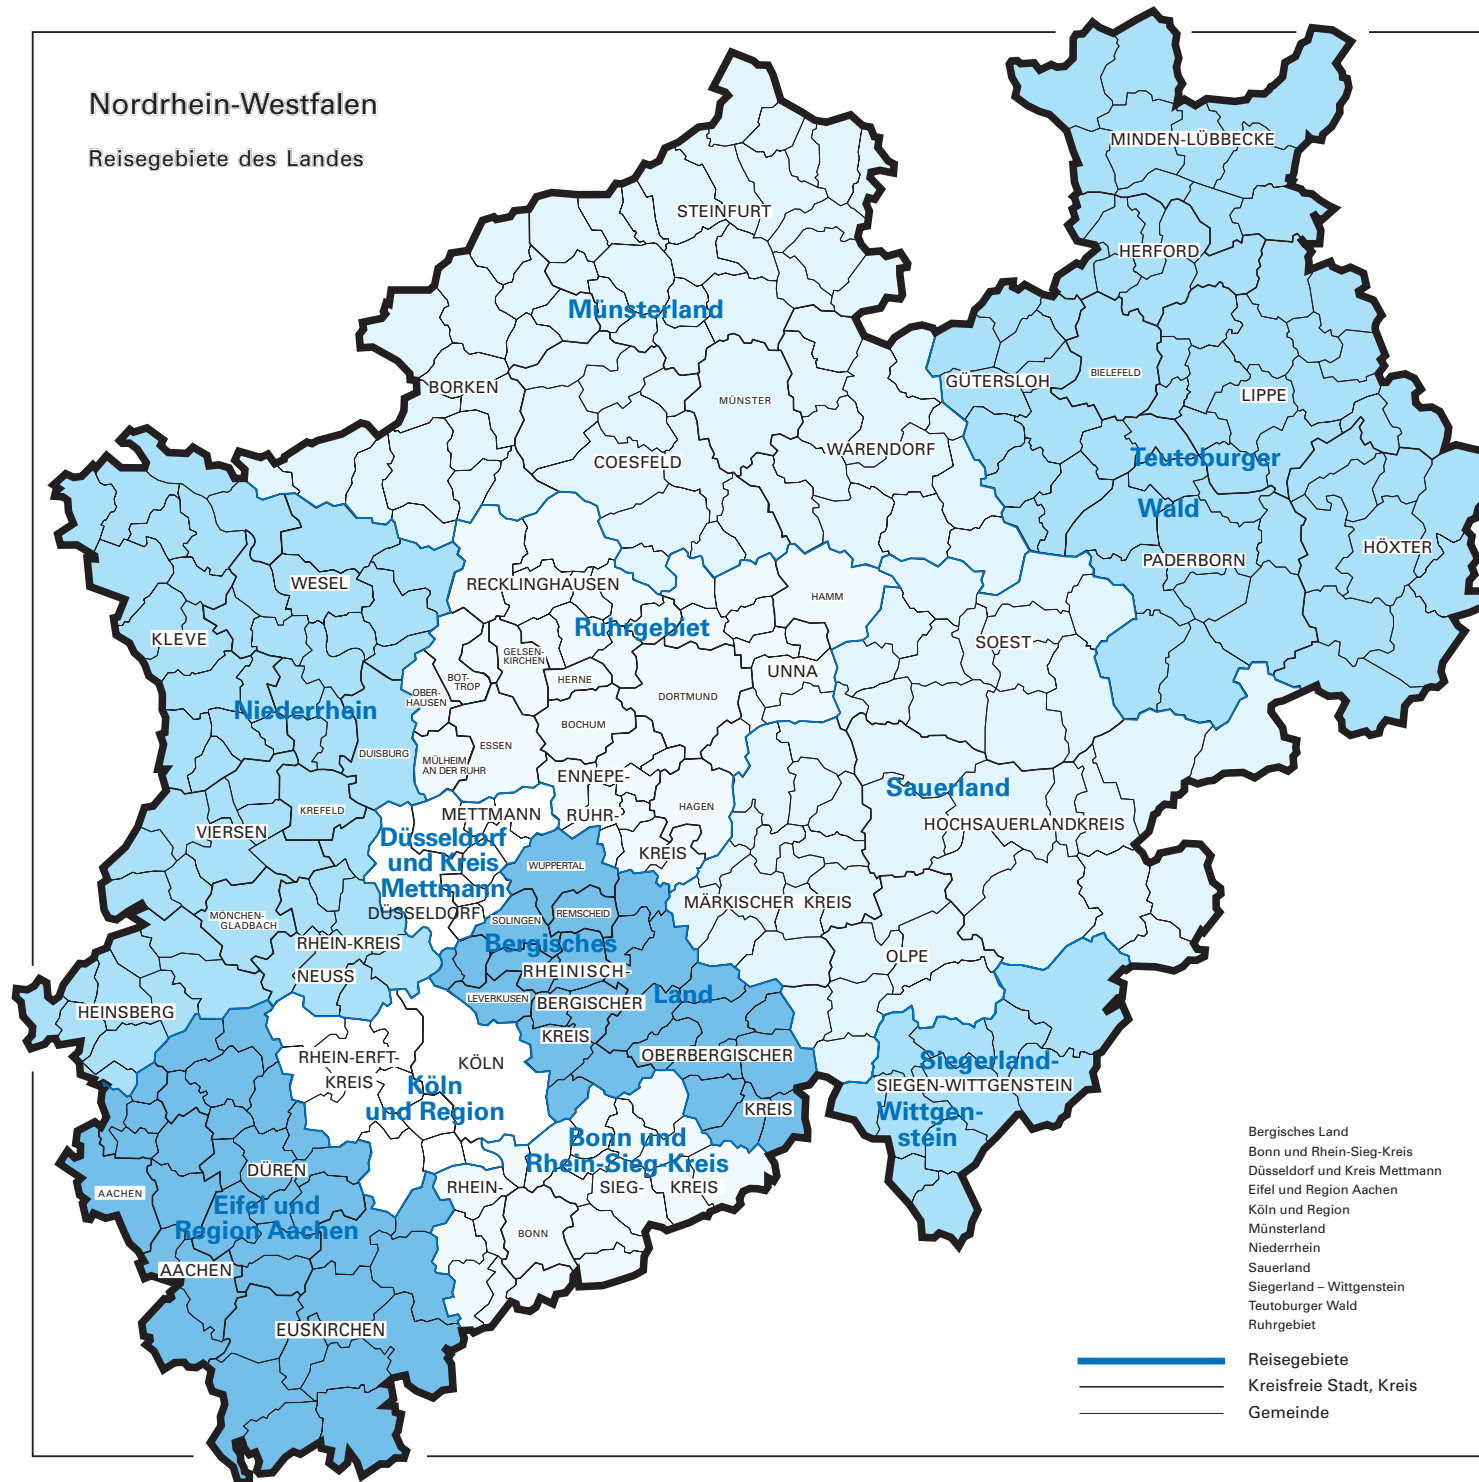 Nordrhein-Westfalen
Reisegebiete des Landes
MINDEN-LÜBBECKE
STEINFURT
HERFORD
Münsterland
BORKEN
MÜNSTER
GÜTERSLOH
BIELEFELD
LIPPE
COESFELD
WARENDORF
Teutoburger
Wald
PADERBORN
HÖXTER
WESEL
RECKLINGHAUSEN
HAMM
KLEVE
Ruhrgebiet
SOEST
GELSEN-
KIRCHEN
HERNE
UNNA
BOT-
TROP
OBER-
HAUSEN
DORTMUND
Niederrhein
BOCHUM
DUISBURG
ESSEN
MÜLHEIM
AN DER RUHR
ENNEPE-
RUHR-
KREIS
HAGEN
Sauerland
HOCHSAUERLANDKREIS
KREFELD
VIERSEN
METTMANN
Düsseldorf
und Kreis
Mettmann
DÜSSELDORF
WUPPERTAL
MÄRKISCHER KREIS
MÖNCHEN-
GLADBACH
SOLINGEN
REMSCHEID
RHEIN-KREIS
NEUSS
Bergisches
Land
RHEINISCH-
BERGISCHER
KREIS
LEVERKUSEN
OLPE
HEINSBERG
RHEIN-ERFT-
KREIS
KÖLN
Köln
und Region
OBERBERGISCHER
KREIS
Siegerland-
SIEGEN-WITTGENSTEIN
Wittgen-
stein
Bonn und
Rhein-Sieg-Kreis
RHEIN-
SIEG-
KREIS
BONN
DÜREN
AACHEN
Eifel und
Region Aachen
AACHEN
EUSKIRCHEN
Bergisches Land
Bonn und Rhein-Sieg-Kreis
Düsseldorf und Kreis Mettmann
Eifel und Region Aachen
Köln und Region
Münsterland
Niederrhein
Sauerland
Siegerland – Wittgenstein
Teutoburger Wald
Ruhrgebiet
Reisegebiete
Kreisfreie Stadt, Kreis
Gemeinde